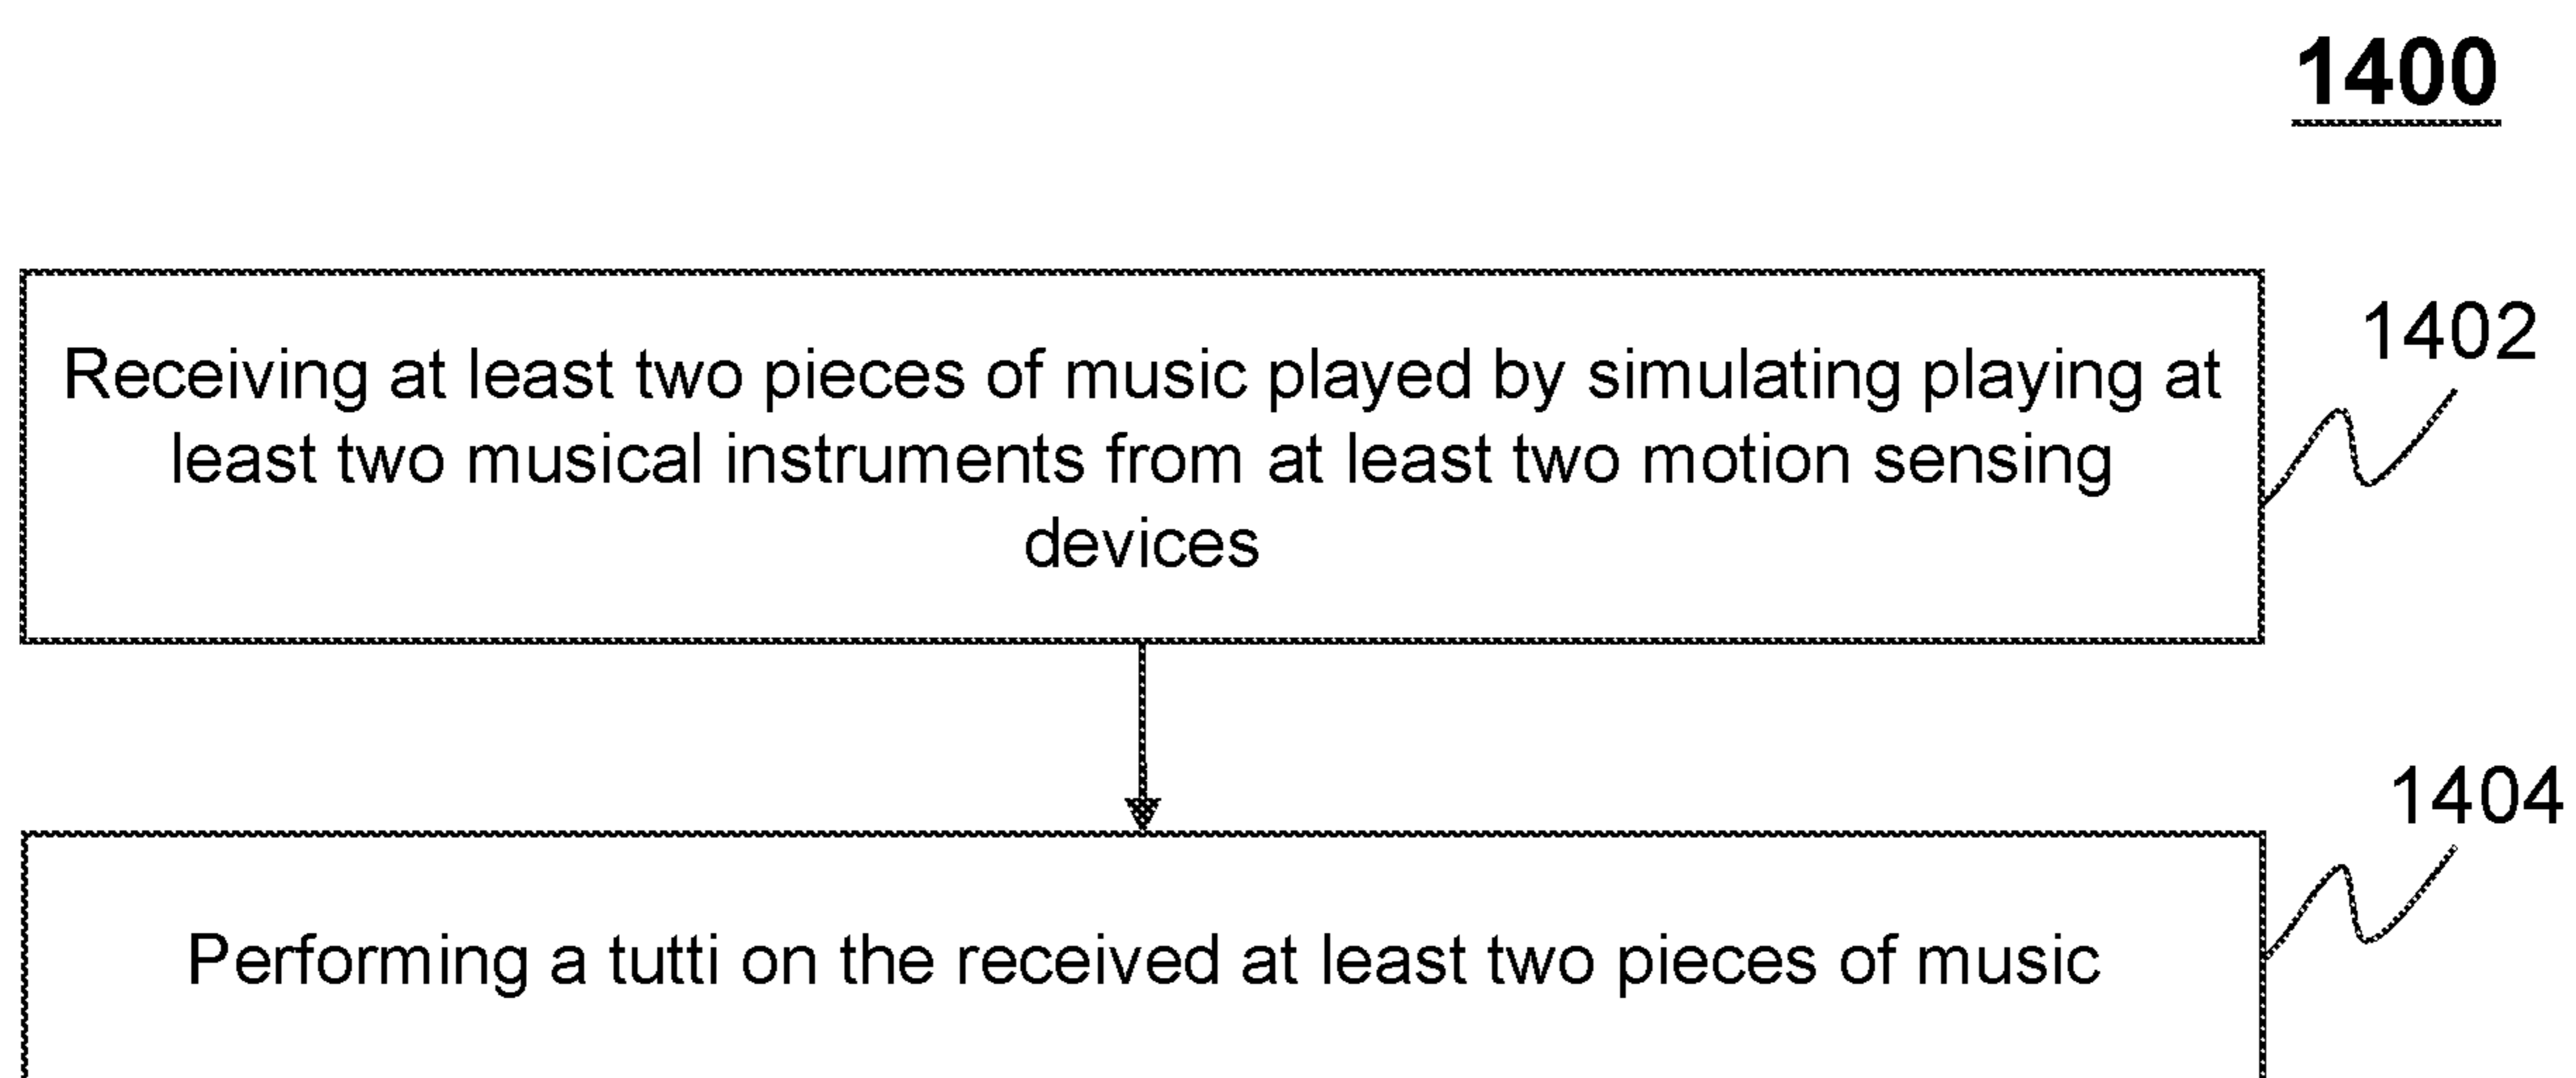 1400
Receiving at least two pieces of music played by simulating playing at
1402
least two musical instruments from at least two motion sensing
devices
1404
Performing a tutti on the received at least two pieces of music